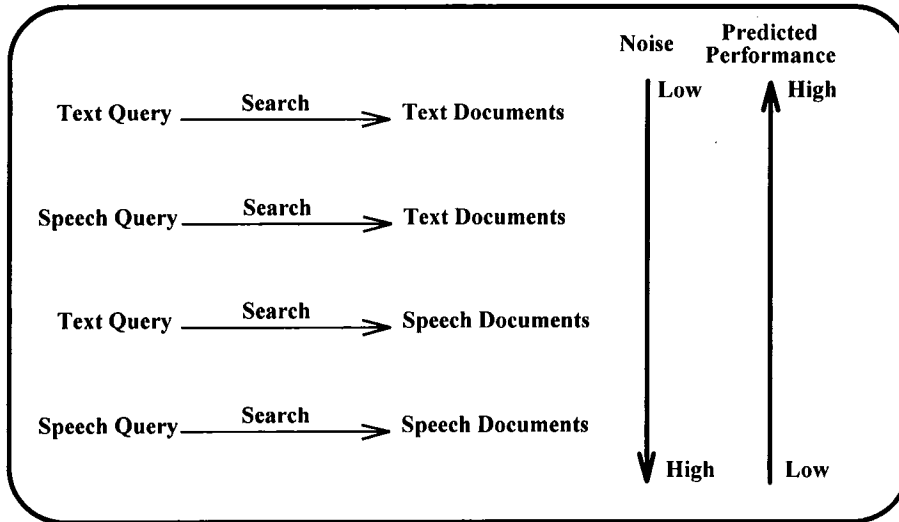 Noise
Predicted
Performance
Low
High
Text Query
Search
Text Documents
Speech Query
Search
Text Documents
Text Query
Search
Speech Documents
Speech Query
Search
Speech Documents
High
Low